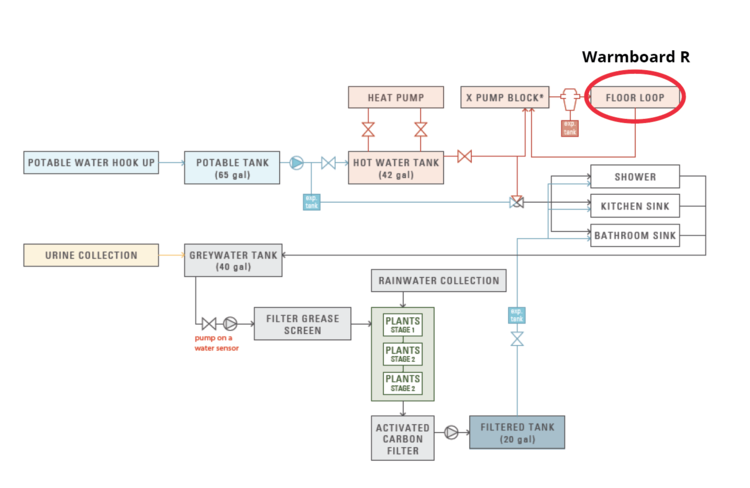 Warmboard R
HEAT PUMP
X PUMP BLOCK*
FLOOR LOOP
exp.
tank
POTABLE WATER HOOK UP
POTABLE TANK
(65 gal)
HOT WATER TANK
(42 gal)
exp.
tank
SHOWER
KITCHEN SINK
BATHROOM SINK
URINE COLLECTION
GREYWATER TANK
(40 gal)
RAINWATER COLLECTION
FILTER GREASE
SCREEN
pump on a
water sensor
PLANTS
STAGE 1
PLANTS
STAGE 2
PLANTS
STAGE 2
exp.
tank
ACTIVATED
CARBON
FILTER
FILTERED TANK
(20 gal)